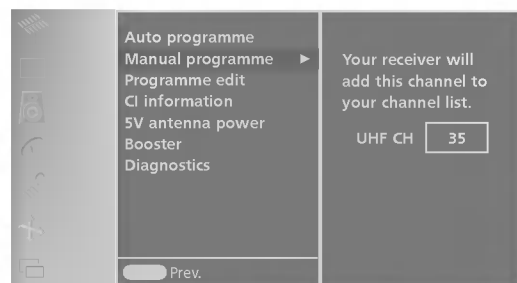 Auto programme
Manual programme
Programme edit
CI information
5V antenna power
Booster
Diagnostics
Prev.
Your receiver will
add this channel to
your channel list.
UHF CH 35